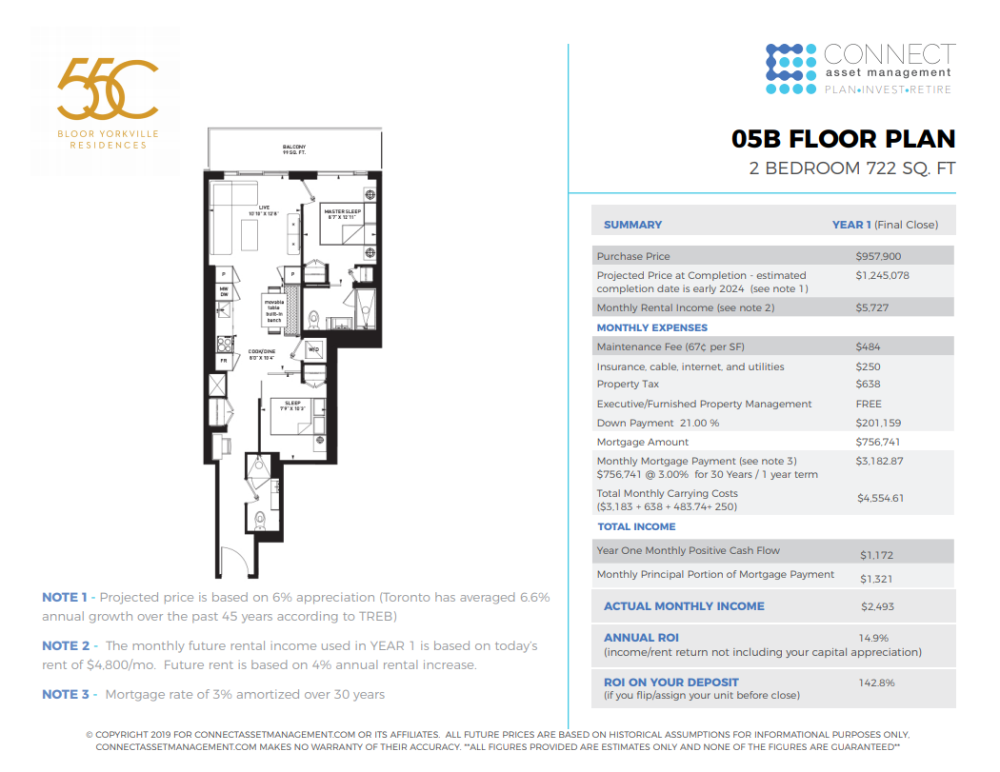 55C
BLOOR YORKVILLE
RESIDENCES
CONNECT
asset management
PLAN•INVEST•RETIRE
05B FLOOR PLAN
2 BEDROOM 722 SQ. FT
BALCONY
99 SQ. FT.
LIVE
10'10" X 12'8"
MASTER SLEEP
8'7" X 12'11"
P
P
MW
DW
movable
table
built-in
bench
COOK/DINE
8'0" X 10'4"
W/D
FR
SLEEP
7'9" X 10'3"
SUMMARY YEAR 1 (Final Close)
Purchase Price $957,900
Projected Price at Completion - estimated $1,245,078
completion date is early 2024 (see note 1)
Monthly Rental Income (see note 2) $5,727
MONTHLY EXPENSES
Maintenance Fee (67¢ per SF) $484
Insurance, cable, internet, and utilities $250
Property Tax $638
Executive/Furnished Property Management FREE
Down Payment 21.00 % $201,159
Mortgage Amount $756,741
Monthly Mortgage Payment (see note 3) $3,182.87
$756,741 @ 3.00% for 30 Years / 1 year term
Total Monthly Carrying Costs $4,554.61
($3,183 + 638 + 483.74+ 250)
TOTAL INCOME
Year One Monthly Positive Cash Flow $1,172
Monthly Principal Portion of Mortgage Payment $1,321
ACTUAL MONTHLY INCOME $2,493
ANNUAL ROI 14.9%
(income/rent return not including your capital appreciation)
ROI ON YOUR DEPOSIT 142.8%
(if you flip/assign your unit before close)
NOTE 1 - Projected price is based on 6% appreciation (Toronto has averaged 6.6%
annual growth over the past 45 years according to TREB)
NOTE 2 - The monthly future rental income used in YEAR 1 is based on today's
rent of $4,800/mo. Future rent is based on 4% annual rental increase.
NOTE 3 - Mortgage rate of 3% amortized over 30 years
© COPYRIGHT 2019 FOR CONNECTASSETMANAGEMENT.COM OR ITS AFFILIATES. ALL FUTURE PRICES ARE BASED ON HISTORICAL ASSUMPTIONS FOR INFORMATIONAL PURPOSES ONLY,
CONNECTASSETMANAGEMENT.COM MAKES NO WARRANTY OF THEIR ACCURACY. **ALL FIGURES PROVIDED ARE ESTIMATES ONLY AND NONE OF THE FIGURES ARE GUARANTEED**